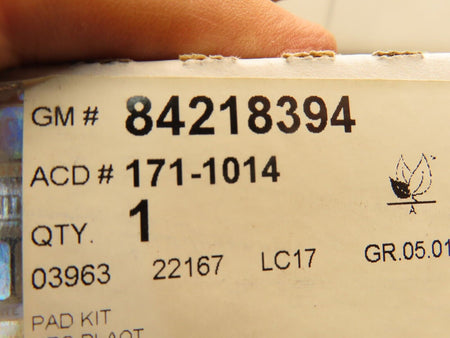 GM # 84218394
ACD # 171-1014
QTY. 1
03963 22167 LC17 GR.05.01
A
PAD KIT